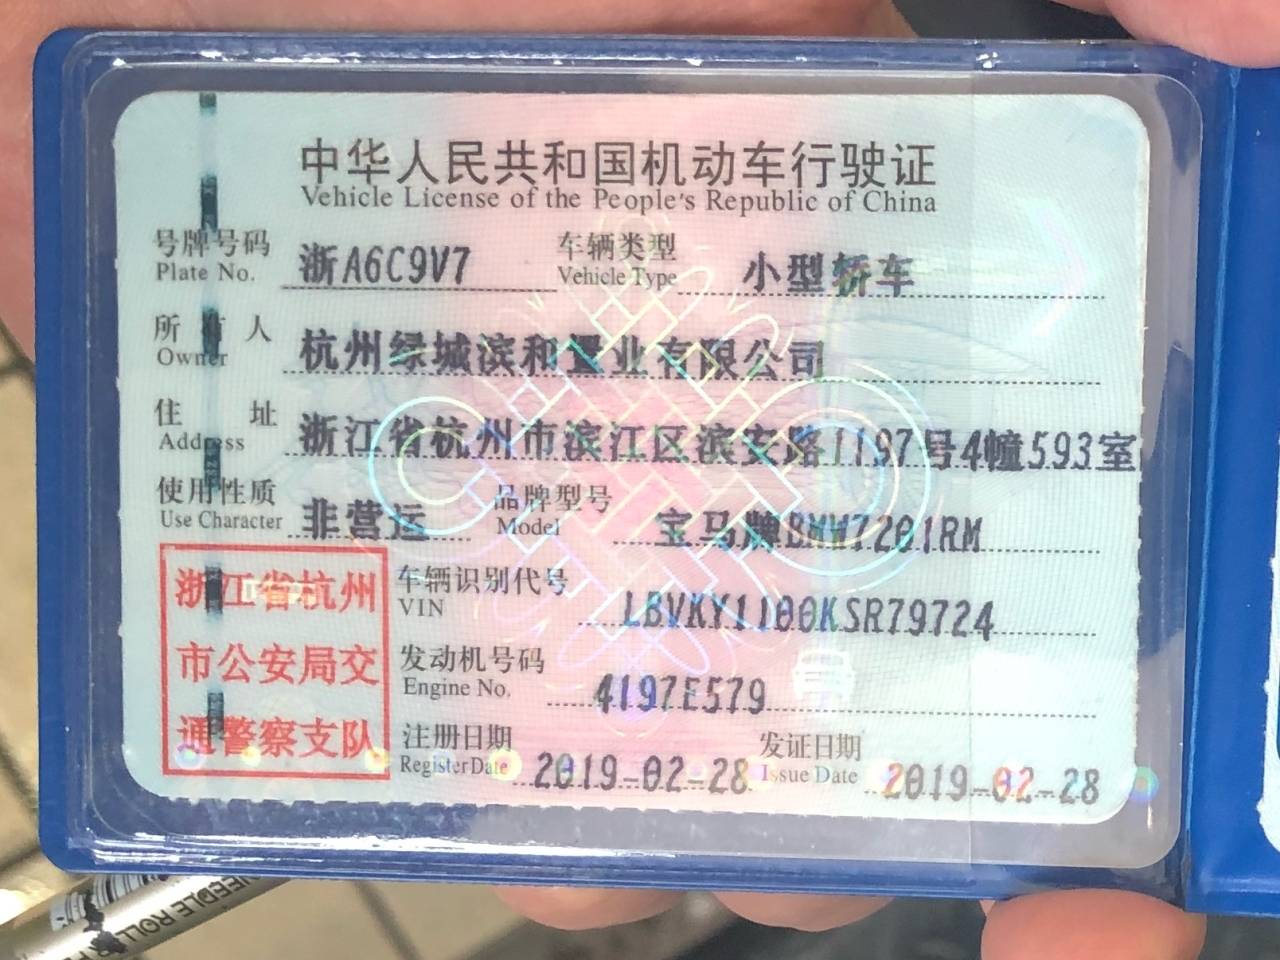 中华人民共和国机动车行驶证
Vehicle License of the People's Republic of China
号牌号码 浙A6C9V7 车辆类型 小型轿车
Plate No. Vehicle Type
所有人 杭州绿城滨和置业有限公司
Owner
住址 浙江省杭州市滨江区滨安路1197号4幢593室
Address
使用性质 非营运 品牌型号 宝马牌BMW7201RM
Use Character Model
浙江省杭州
市公安局交
通警察支队
车辆识别代号 LBVKY1100KSR79724
VIN
发动机号码 4197E579
Engine No.
注册日期 2019-02-28 发证日期 2019-02-28
Register Date Issue Date
NEEDLE ROLL